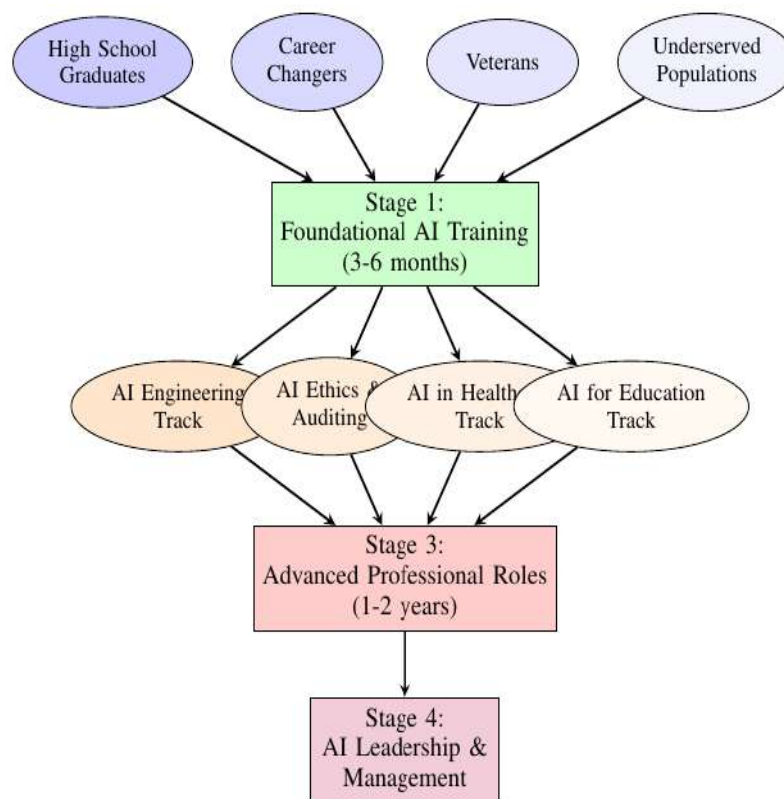 High School
Graduates
Career
Changers
Veterans
Underserved
Populations
Stage 1:
Foundational AI Training
(3-6 months)
AI Engineering
Track
AI Ethics &
Auditing
AI in Health
Track
AI for Education
Track
Stage 3:
Advanced Professional Roles
(1-2 years)
Stage 4:
AI Leadership &
Management